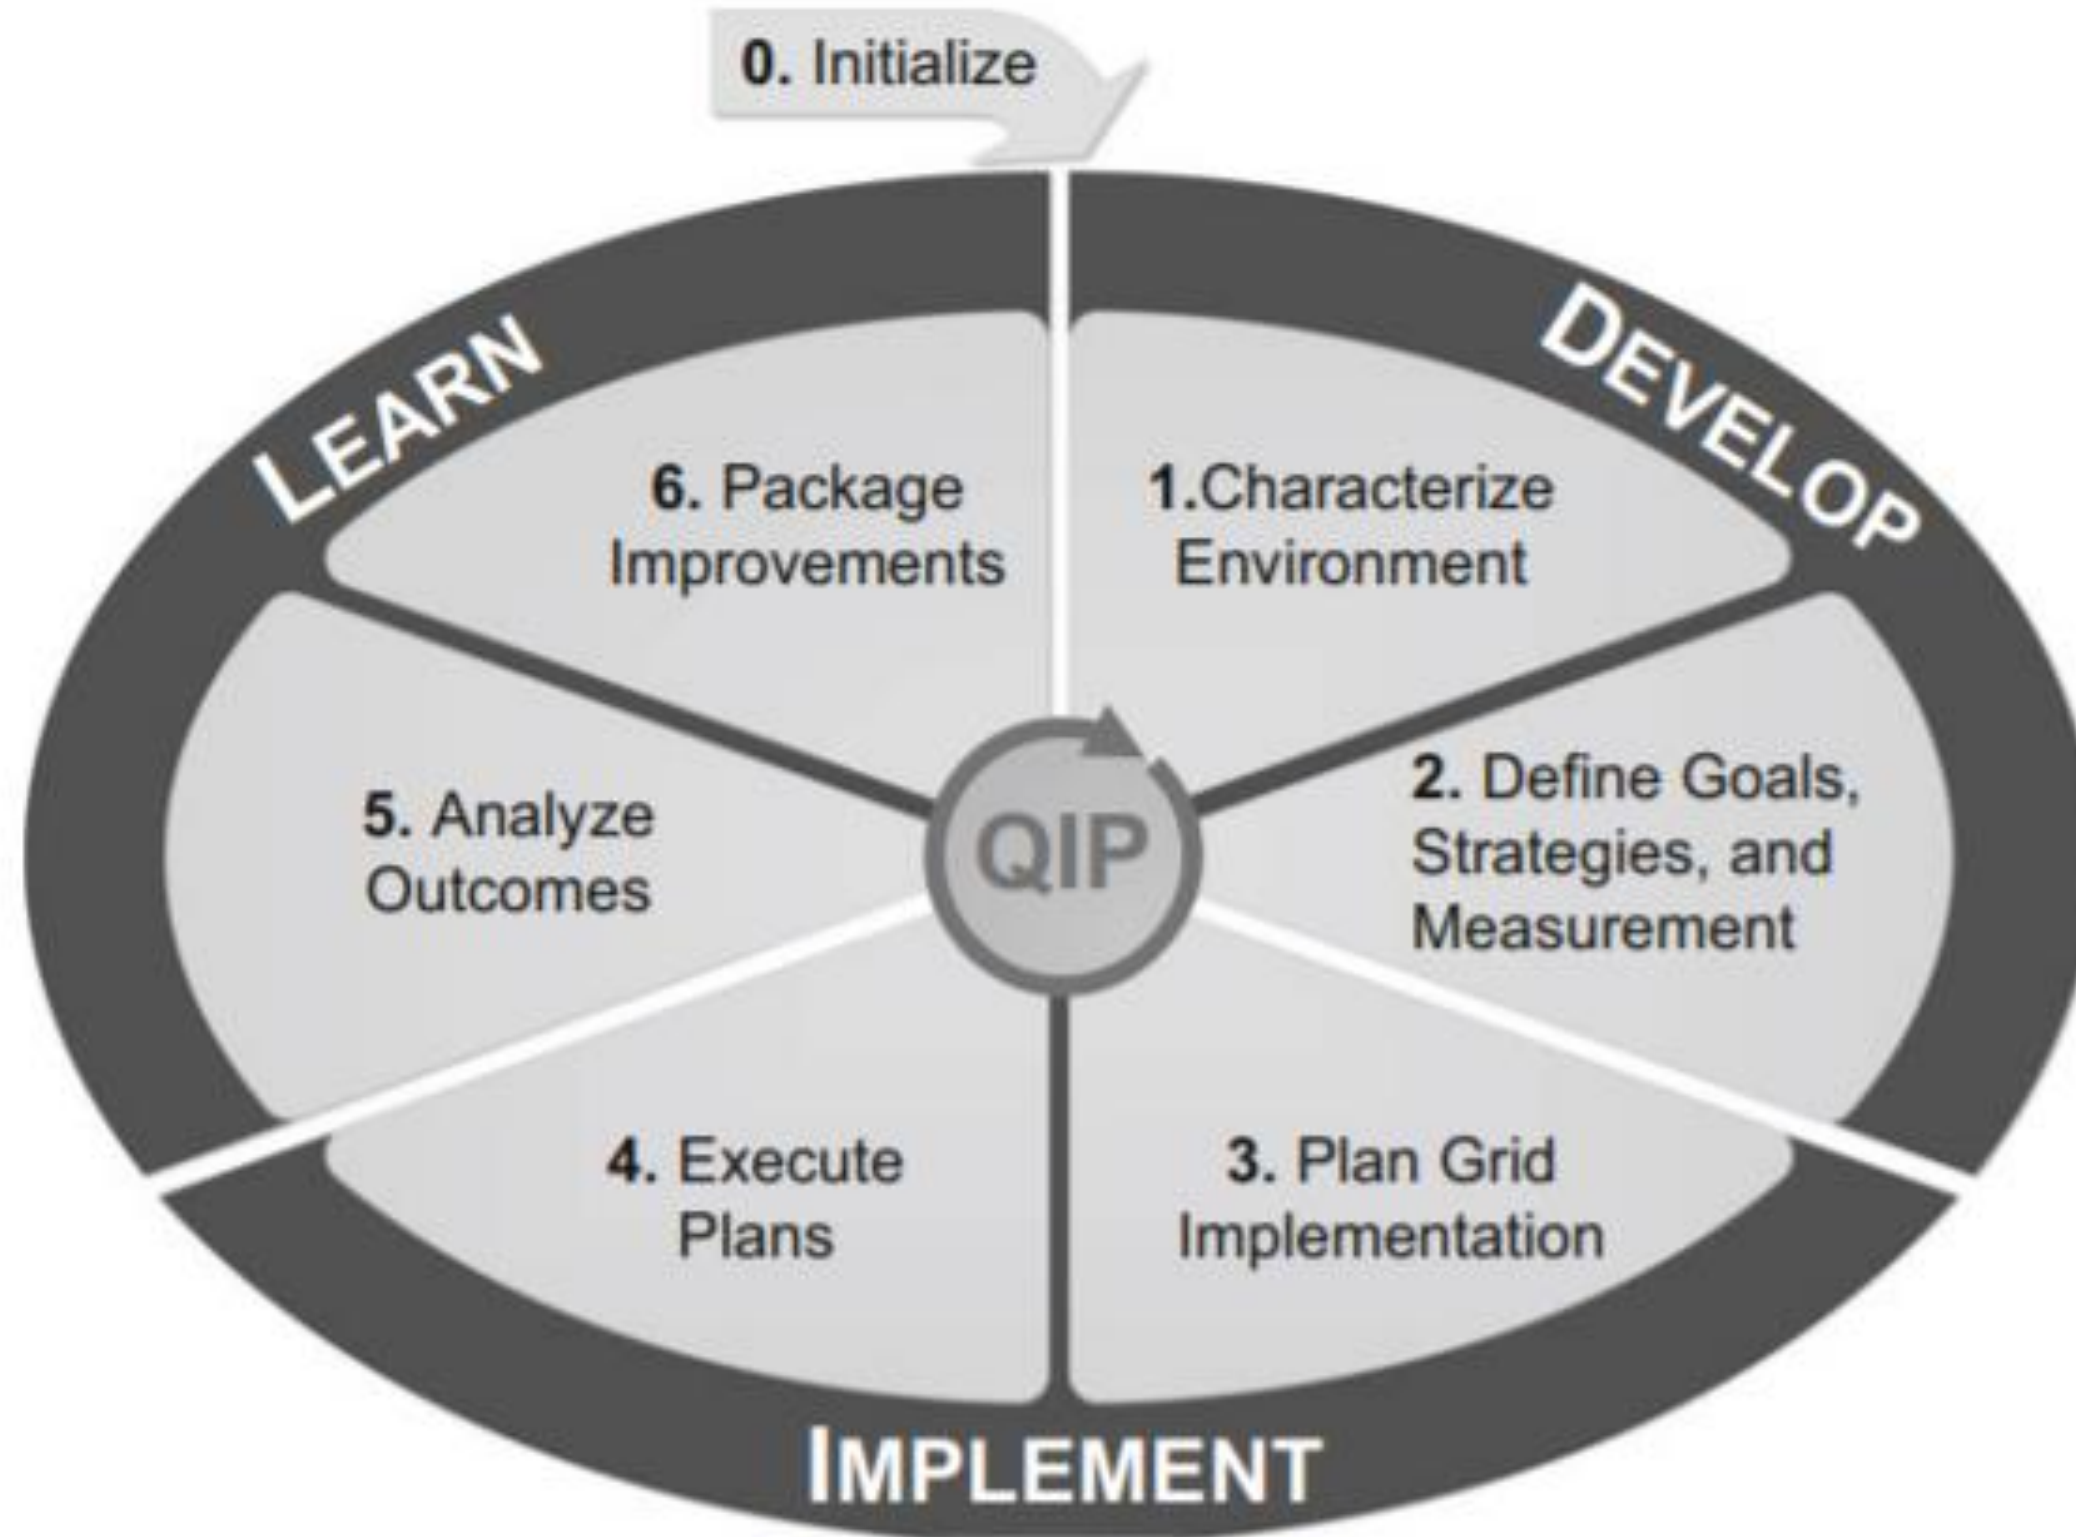 0. Initialize
DEVELOP
1.Characterize
Environment
2. Define Goals,
Strategies, and
Measurement
3. Plan Grid
Implementation
IMPLEMENT
4. Execute
Plans
5. Analyze
Outcomes
LEARN
6. Package
Improvements
QIP